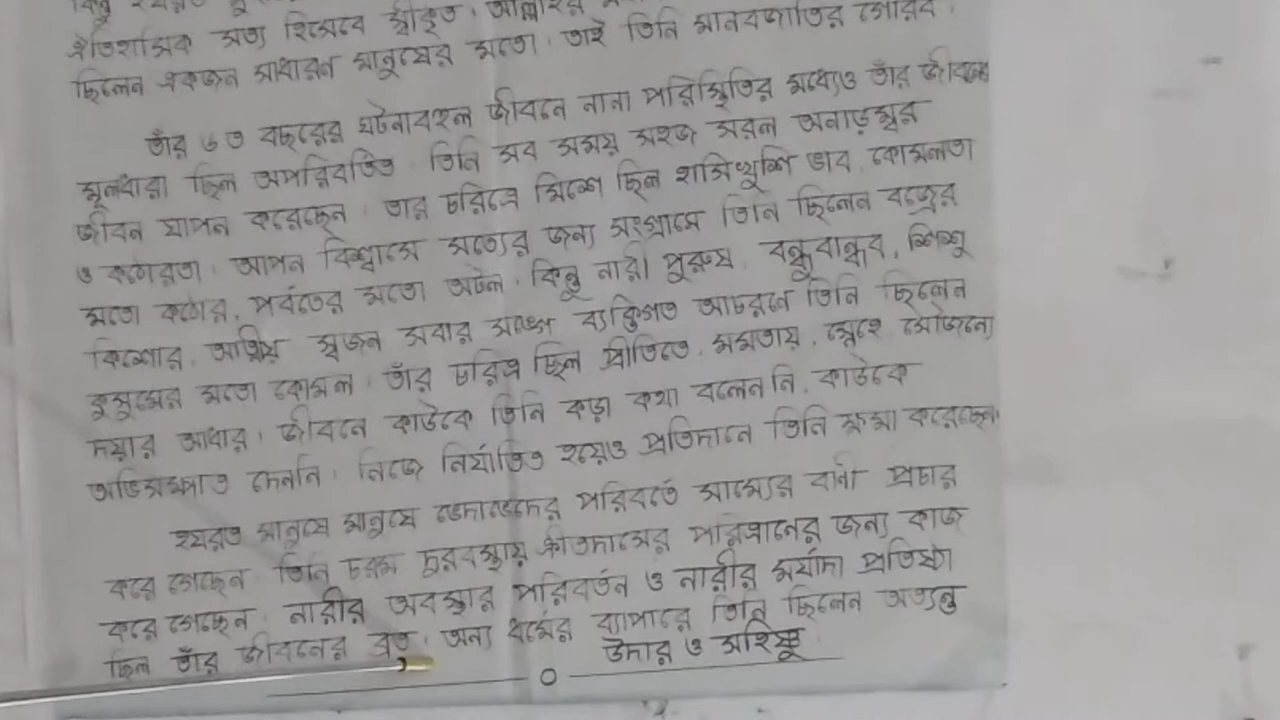 ঐতিহাসিক সত্য হিসেবে স্বীকৃত। আল্লাহর
ছিলেন একজন সাধারন মানুষের মতো। তাই তিনি মানবজাতির গৌরব।
তাঁর ৬৩ বছরের ঘটনাবহুল জীবনে নানা পরিস্থিতির মধ্যেও তাঁর জীবনের
মূলধারা ছিল অপরিবর্তিত। তিনি সব সময় সহজ সরল অনাড়ম্বর
জীবন যাপন করেছেন। তার চরিত্রে মিশে ছিল হাসিখুশি ভাব, কোমলতা
ও কঠোরতা। আপন বিশ্বাসে সত্যের জন্য সংগ্রামে তিনি ছিলেন বজ্রের
মতো কঠোর, পর্বতের মতো অটল। কিন্তু নারী পুরুষ, বন্ধুবান্ধব, শিশু
কিশোর, আত্মীয় স্বজন সবার সঙ্গে ব্যক্তিগত আচরনে তিনি ছিলেন
কুসুমের মতো কোমল। তাঁর চরিত্র ছিল প্রীতিতে, মমতায়, স্নেহে, সৌজন্যে
দয়ার আধার। জীবনে কাউকে তিনি কড়া কথা বলেন নি, কাউকে
অভিসম্পাত দেননি। নিজে নির্যাতিত হয়েও প্রতিদানে তিনি ক্ষমা করেছেন।
হযরত মানুষে মানুষে ভেদাভেদের পরিবর্তে সাম্যের বানী প্রচার
করে গেছেন। তিনি চরম দুরবস্থায় ক্রীতদাসের পরিত্রানের জন্য কাজ
করে গেছেন। নারীর অবস্থার পরিবর্তন ও নারীর মর্যাদা প্রতিষ্ঠা
ছিল তাঁর জীবনের ব্রত। অন্য ধর্মের ব্যাপারে তিনি ছিলেন অত্যন্ত
উদার ও সহিষ্ণু।